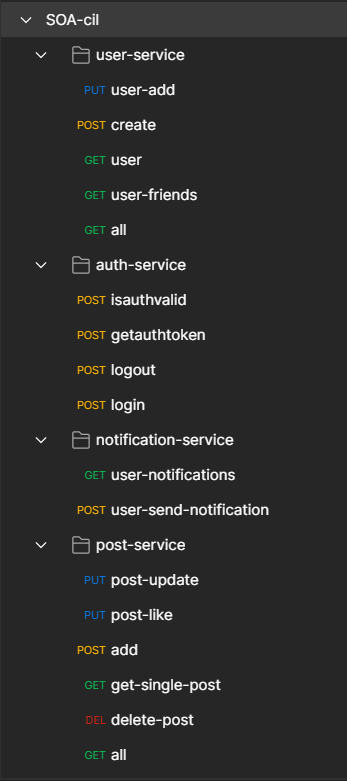 SOA-cil
user-service
PUT user-add
POST create
GET user
GET user-friends
GET all
auth-service
POST isauthvalid
POST getauthtoken
POST logout
POST login
notification-service
GET user-notifications
POST user-send-notification
post-service
PUT post-update
PUT post-like
POST add
GET get-single-post
DEL delete-post
GET all